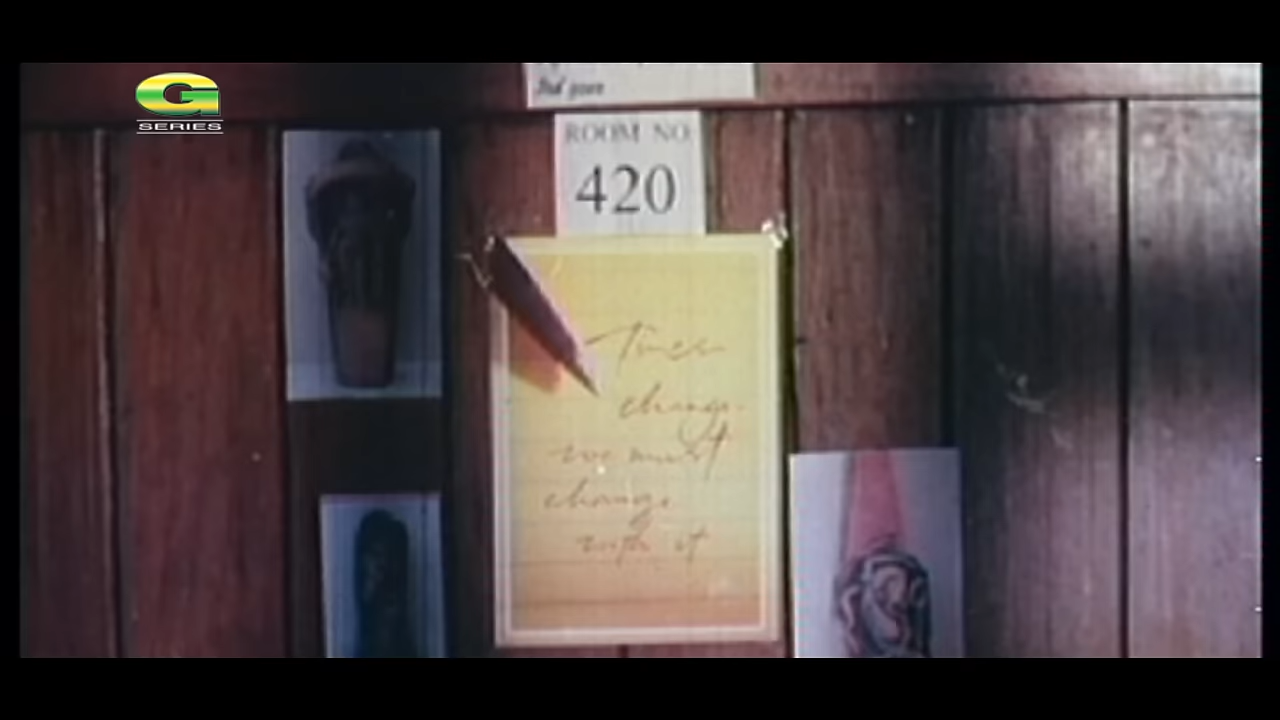 G
SERIES
ROOM NO
420
Times
change
we must
change
with it